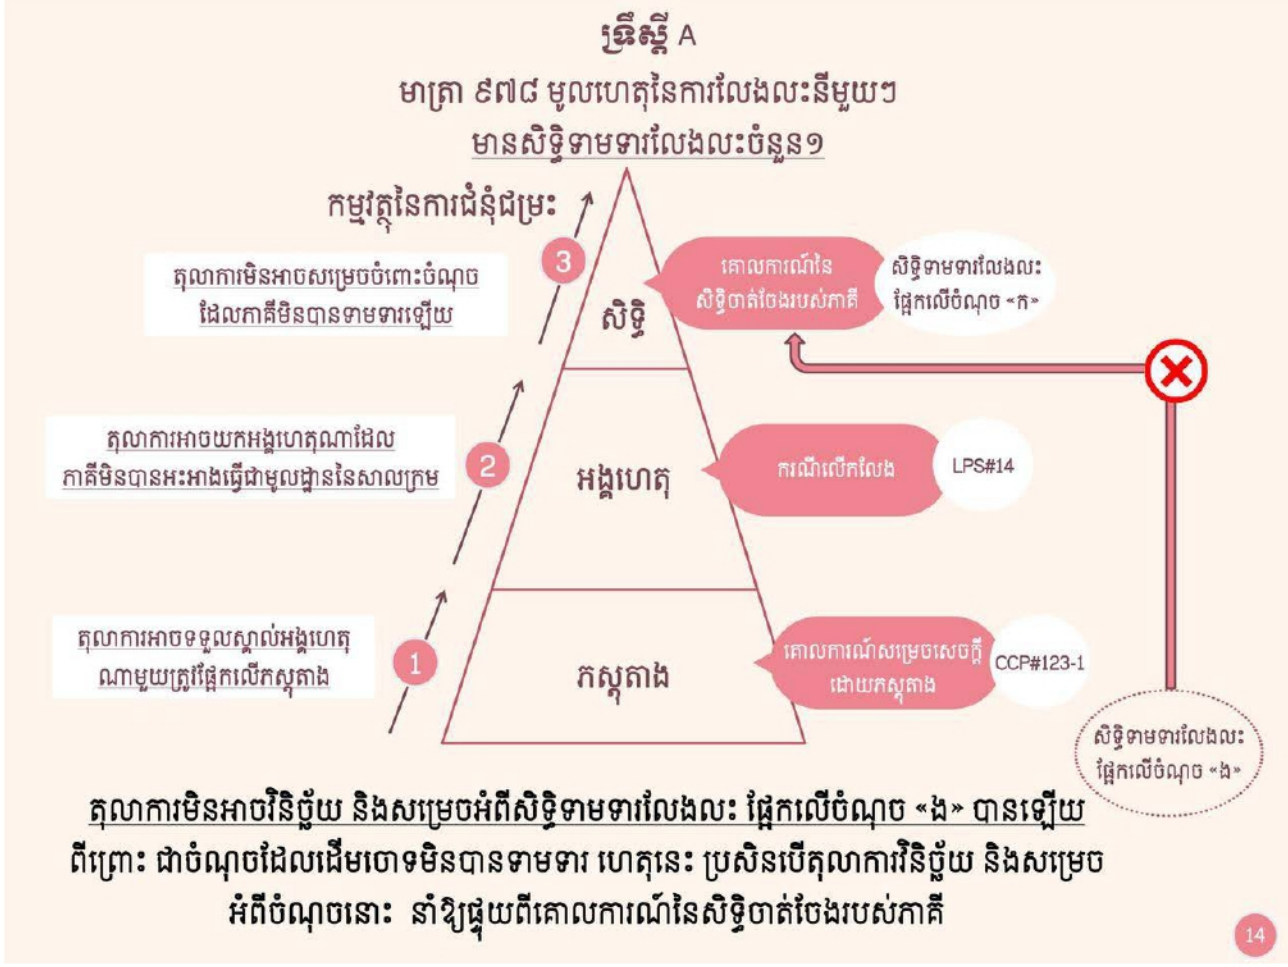 ទ្រឹស្តី A
មាត្រា ៩៧៨ មូលហេតុនៃការលែងលះនីមួយៗ
មានសិទ្ធិទាមទារលែងលះចំនួន១
កម្មវត្ថុនៃការជំនុំជម្រះ
3
តុលាការមិនអាចសម្រេចចំពោះចំណុច
ដែលភាគីមិនបានទាមទារឡើយ
សិទ្ធិ
គោលការណ៍នៃ
សិទ្ធិចាត់ចែងរបស់ភាគី
សិទ្ធិទាមទារលែងលះ
ផ្អែកលើចំណុច «ក»
តុលាការអាចយកអង្គហេតុណាដែល
ភាគីមិនបានអះអាងធ្វើជាមូលដ្ឋាននៃសាលក្រម
2
អង្គហេតុ
ករណីលើកលែង
LPS#14
តុលាការអាចទទួលស្គាល់អង្គហេតុ
ណាមួយត្រូវផ្អែកលើភស្តុតាង
1
ភស្តុតាង
គោលការណ៍សម្រេចសេចក្តី
ដោយភស្តុតាង
CCP#123-1
សិទ្ធិទាមទារលែងលះ
ផ្អែកលើចំណុច «ង»
តុលាការមិនអាចវិនិច្ឆ័យ និងសម្រេចអំពីសិទ្ធិទាមទារលែងលះ ផ្អែកលើចំណុច «ង» បានឡើយ
ពីព្រោះ ជាចំណុចដែលដើមចោទមិនបានទាមទារ ហេតុនេះ ប្រសិនបើតុលាការវិនិច្ឆ័យ និងសម្រេច
អំពីចំណុចនោះ នាំឱ្យផ្ទុយពីគោលការណ៍នៃសិទ្ធិចាត់ចែងរបស់ភាគី
14